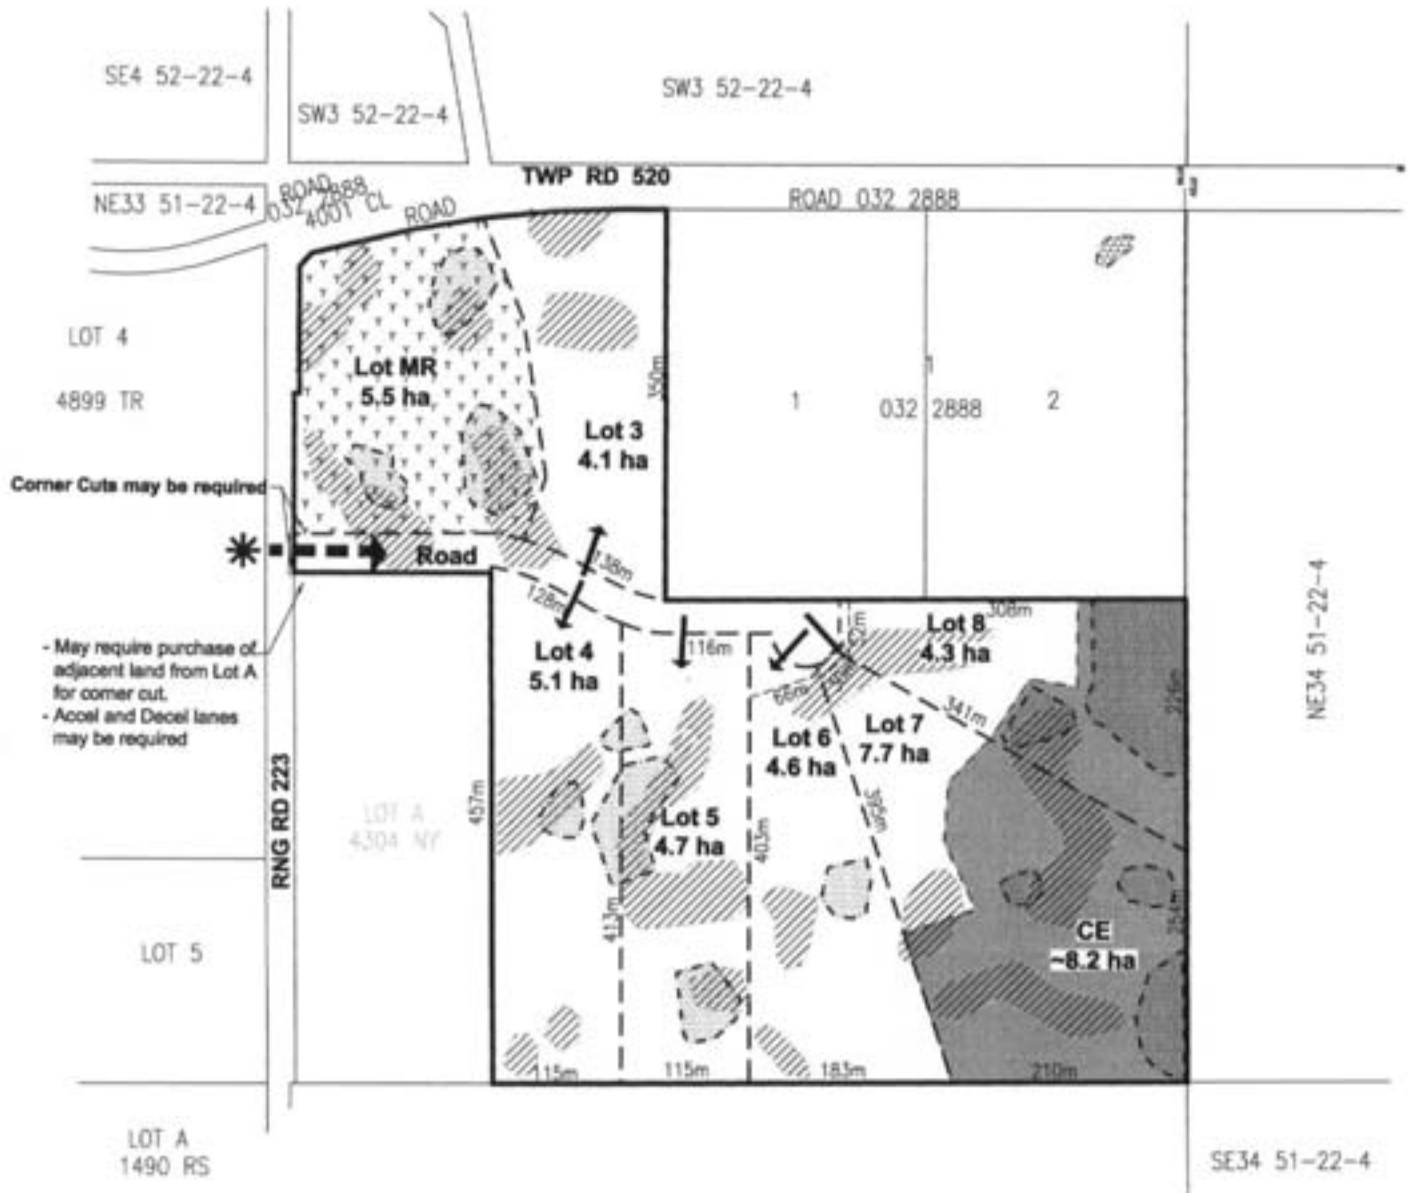 SE4 52-22-4
SW3 52-22-4
SW3 52-22-4
TWP RD 520
NE33 51-22-4
ROAD
032 2888
4001 CL
ROAD
ROAD 032 2888
LOT 4
4899 TR
Lot MR
5.5 ha
350m
Lot 3
4.1 ha
1
032 2888
2
Corner Cuts may be required
Road
138m
128m
NE34 51-22-4
- May require purchase of
adjacent land from Lot A
for corner cut.
- Accel and Decel lanes
may be required
Lot 4
5.1 ha
116m
308m
Lot 8
4.3 ha
66m
341m
Lot 6
4.6 ha
Lot 7
7.7 ha
RNG RD 223
LOT A
4304 NY
457m
Lot 5
4.7 ha
403m
395m
413m
254m
CE
~8.2 ha
LOT 5
115m
115m
183m
210m
LOT A
1490 RS
SE34 51-22-4